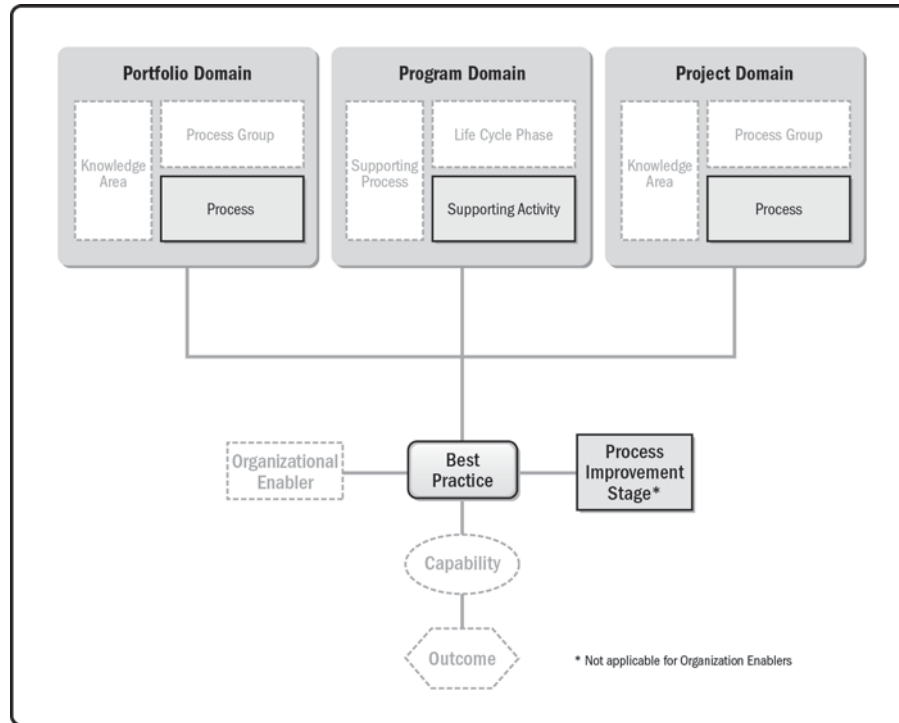 Portfolio Domain
Knowledge
Area
Process Group
Process
Program Domain
Supporting
Process
Life Cycle Phase
Supporting Activity
Project Domain
Knowledge
Area
Process Group
Process
Organizational
Enabler
Best
Practice
Process
Improvement
Stage*
Capability
Outcome
* Not applicable for Organization Enablers